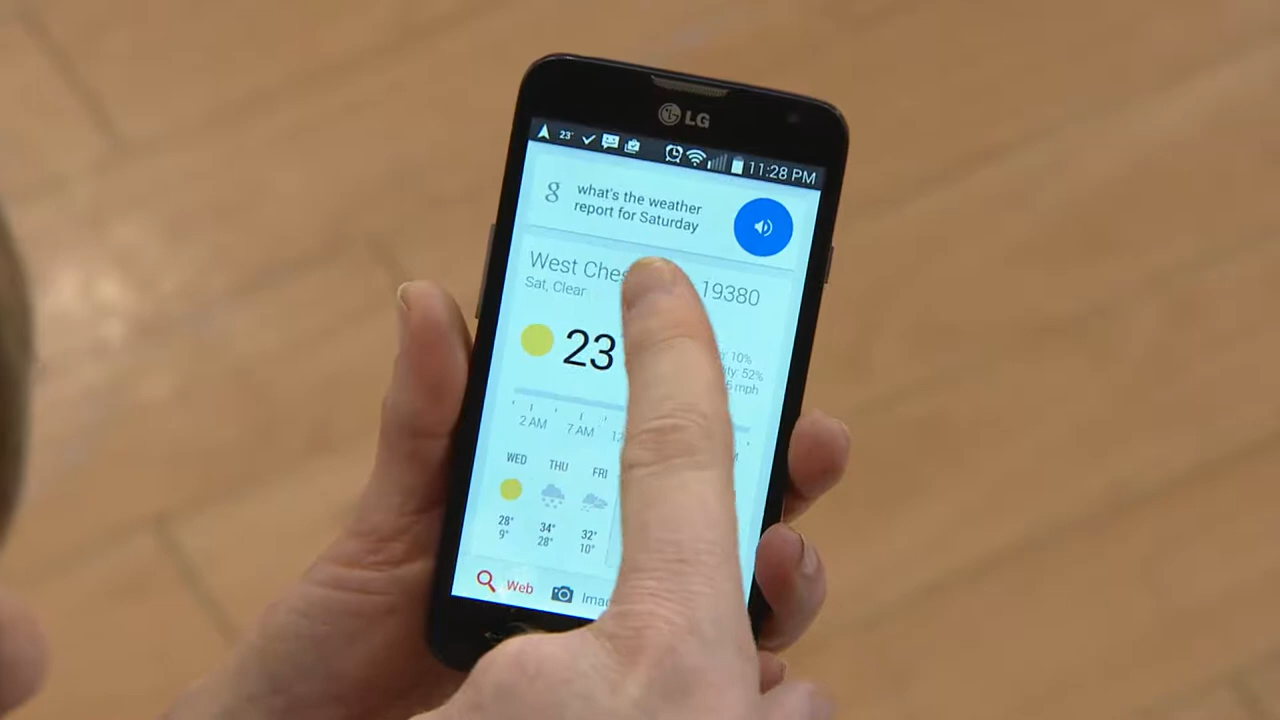 LG
23° 11:28 PM
g what's the weather
report for Saturday
West Ches 19380
Sat, Clear
23
10%
52%
mph
2 AM 7 AM
WED THU FRI
28° 34° 32°
9° 28° 10°
Web